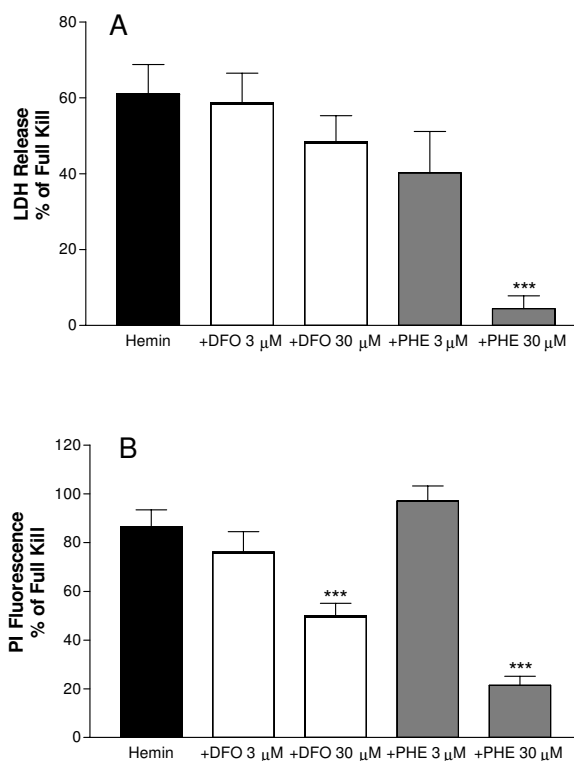 A
LDH Release
% of Full Kill
80
60
40
20
0
***
Hemin
+DFO 3 µM
+DFO 30 µM
+PHE 3 µM
+PHE 30 µM
B
PI Fluorescence
% of Full Kill
120
100
80
60
40
20
0
***
***
Hemin
+DFO 3 µM
+DFO 30 µM
+PHE 3 µM
+PHE 30 µM